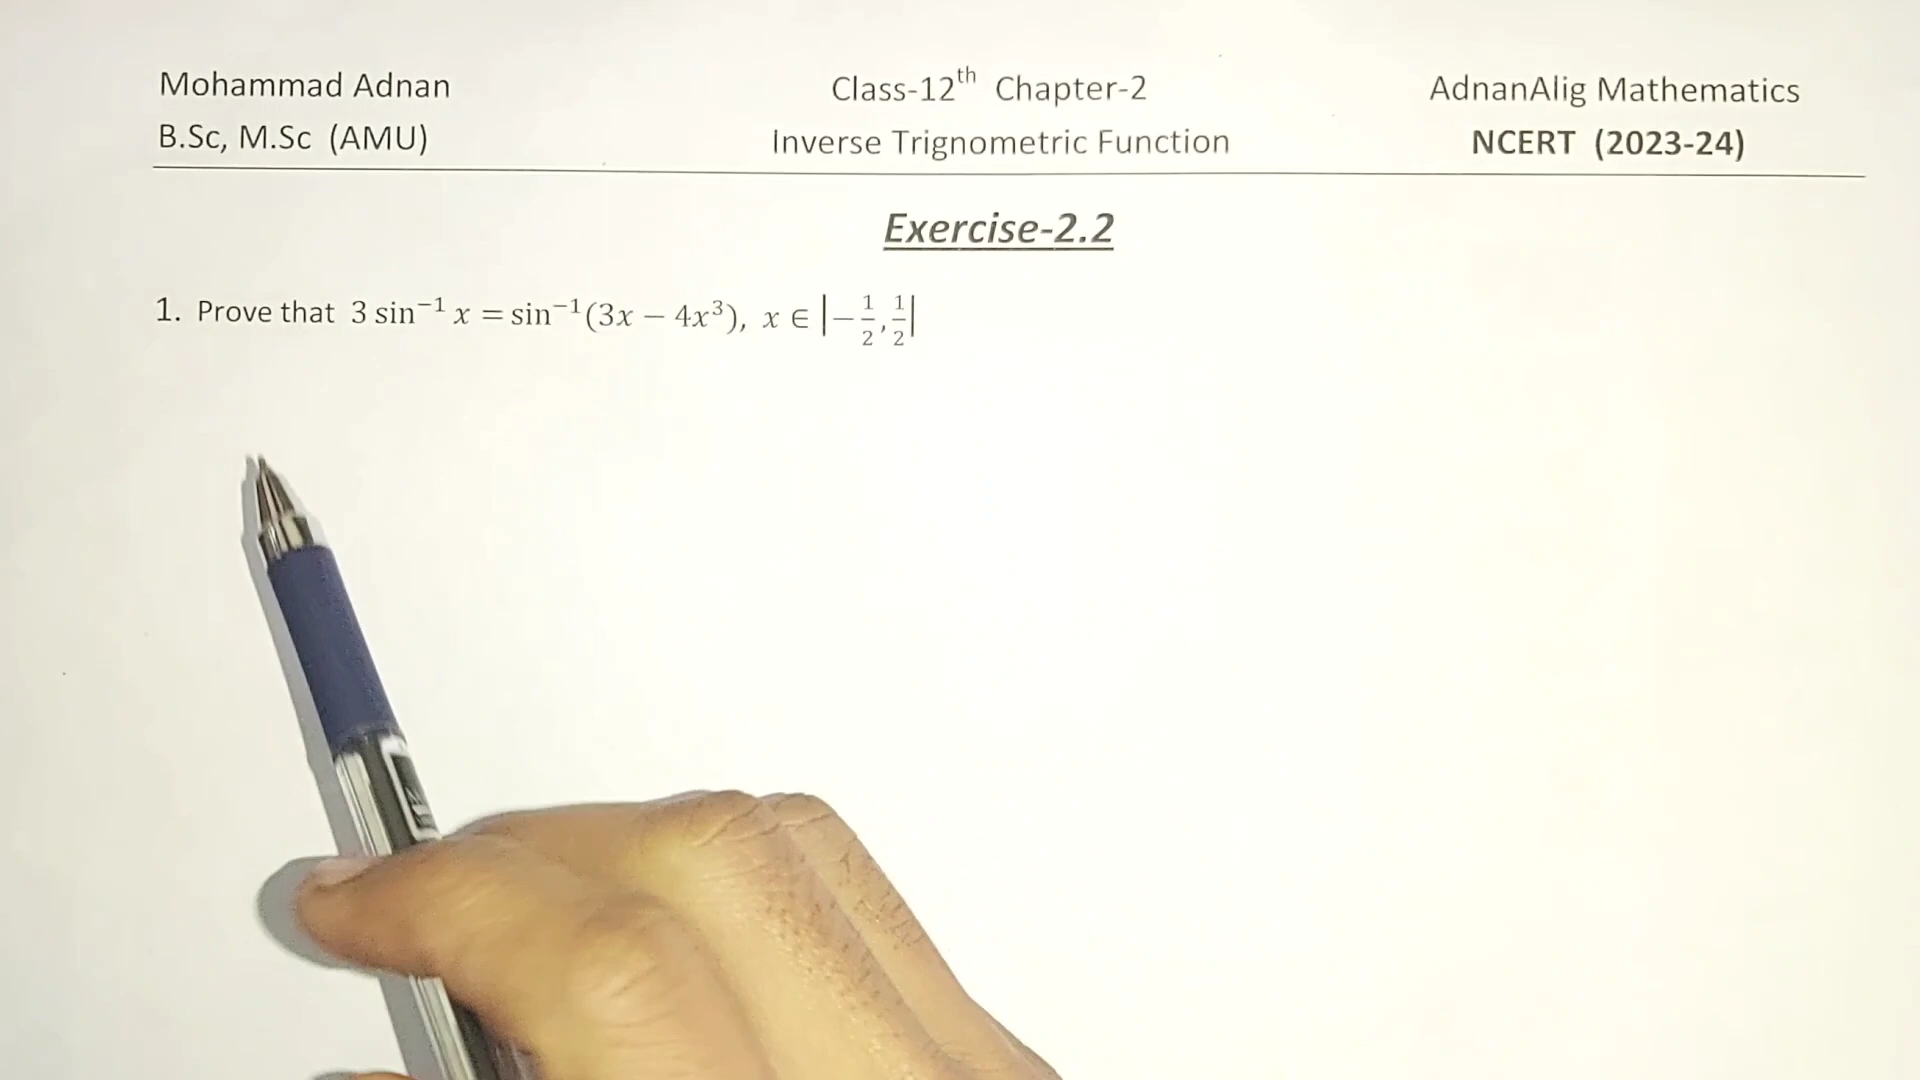 Mohammad Adnan
B.Sc, M.Sc (AMU)
Class-12th Chapter-2
Inverse Trignometric Function
AdnanAlig Mathematics
NCERT (2023-24)
Exercise-2.2
1. Prove that 3 sin⁻¹ x = sin⁻¹(3x − 4x³), x ∈ |−1/2, 1/2|